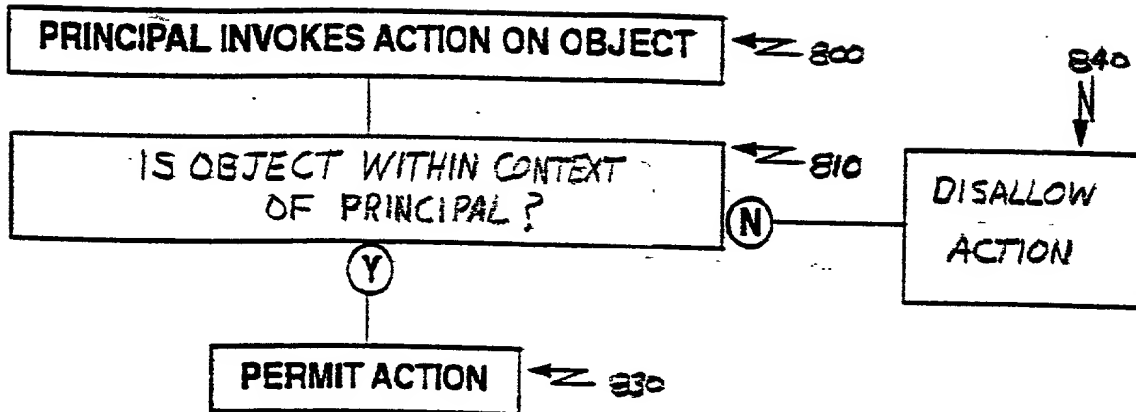 PRINCIPAL INVOKES ACTION ON OBJECT
800
840
IS OBJECT WITHIN CONTEXT
OF PRINCIPAL?
810
N
DISALLOW
ACTION
Y
PERMIT ACTION
830